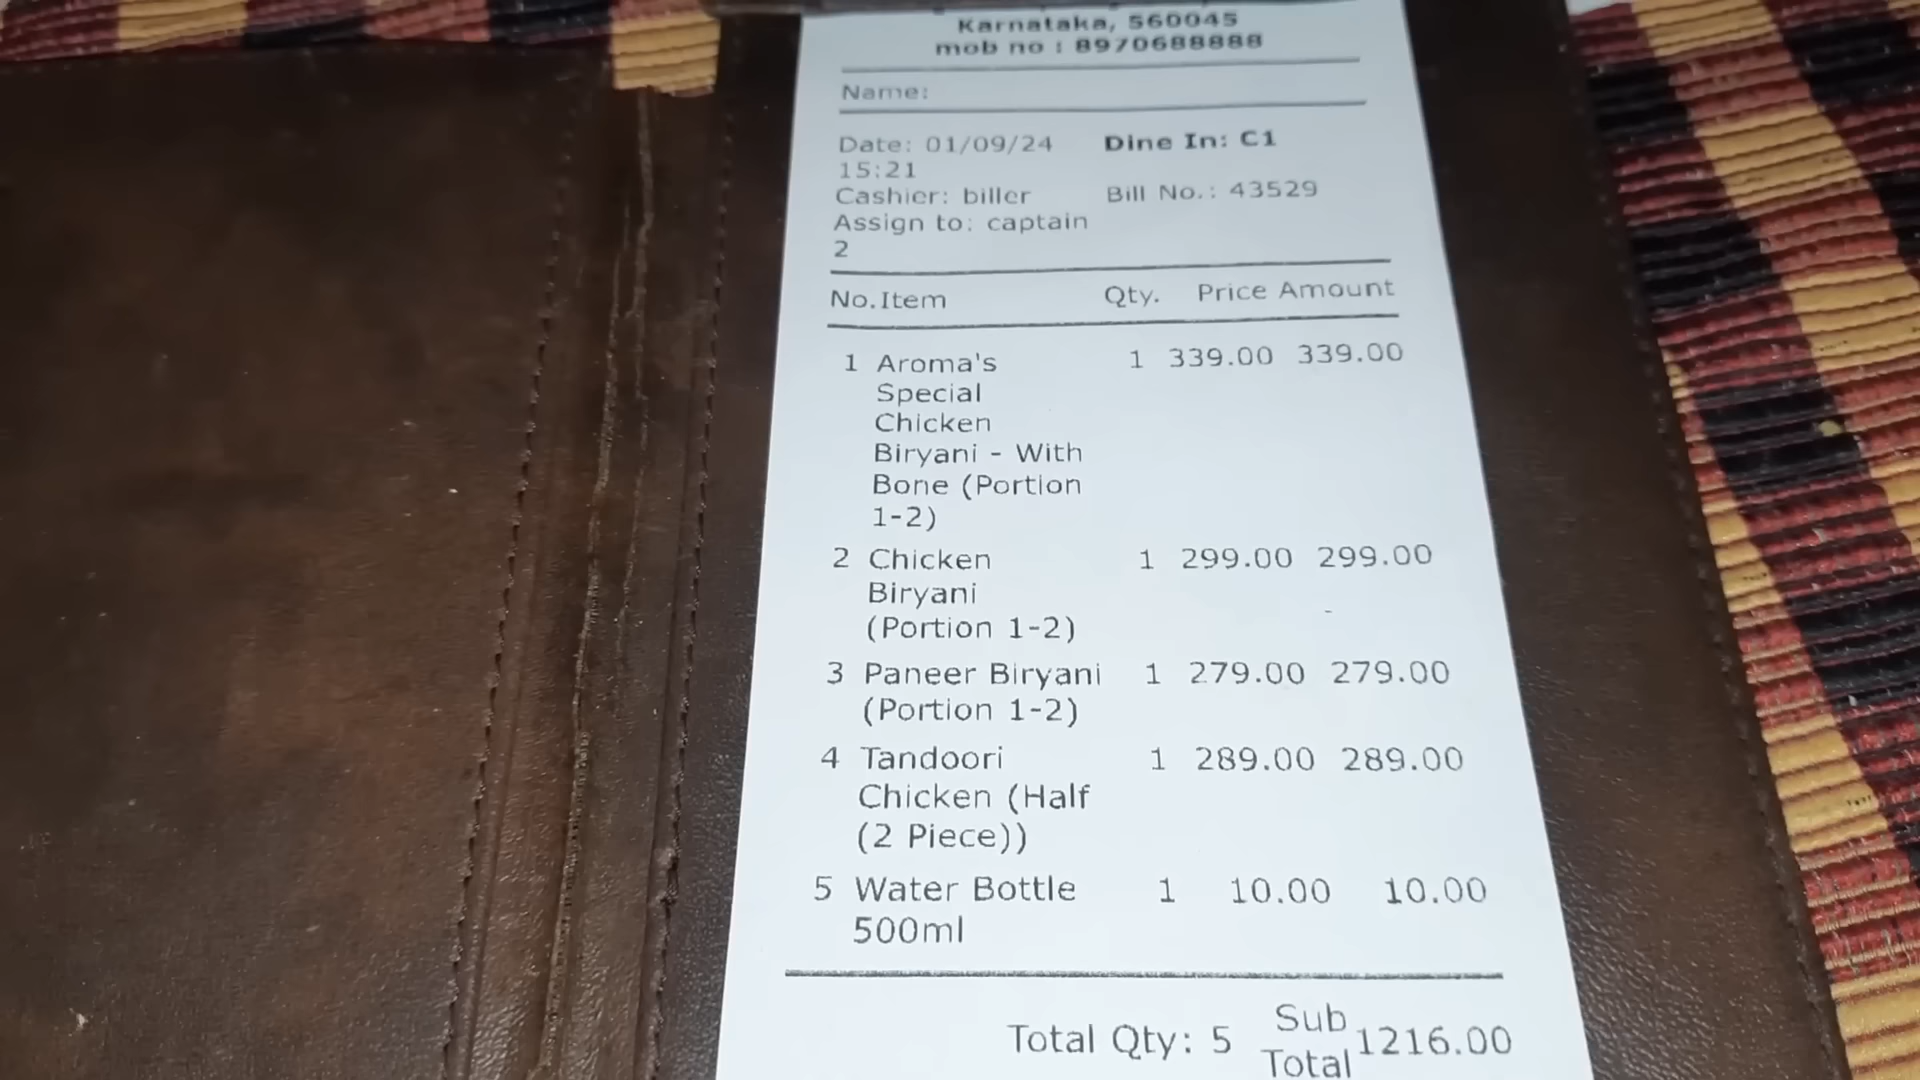 Karnataka, 560045
mob no : 8970688888
Name:
Date: 01/09/24 Dine In: C1
15:21
Cashier: biller Bill No.: 43529
Assign to: captain
2
No.Item Qty. Price Amount
1 Aroma's 1 339.00 339.00
Special
Chicken
Biryani - With
Bone (Portion
1-2)
2 Chicken 1 299.00 299.00
Biryani
(Portion 1-2)
3 Paneer Biryani 1 279.00 279.00
(Portion 1-2)
4 Tandoori 1 289.00 289.00
Chicken (Half
(2 Piece))
5 Water Bottle 1 10.00 10.00
500ml
Total Qty: 5 Sub 1216.00
Total